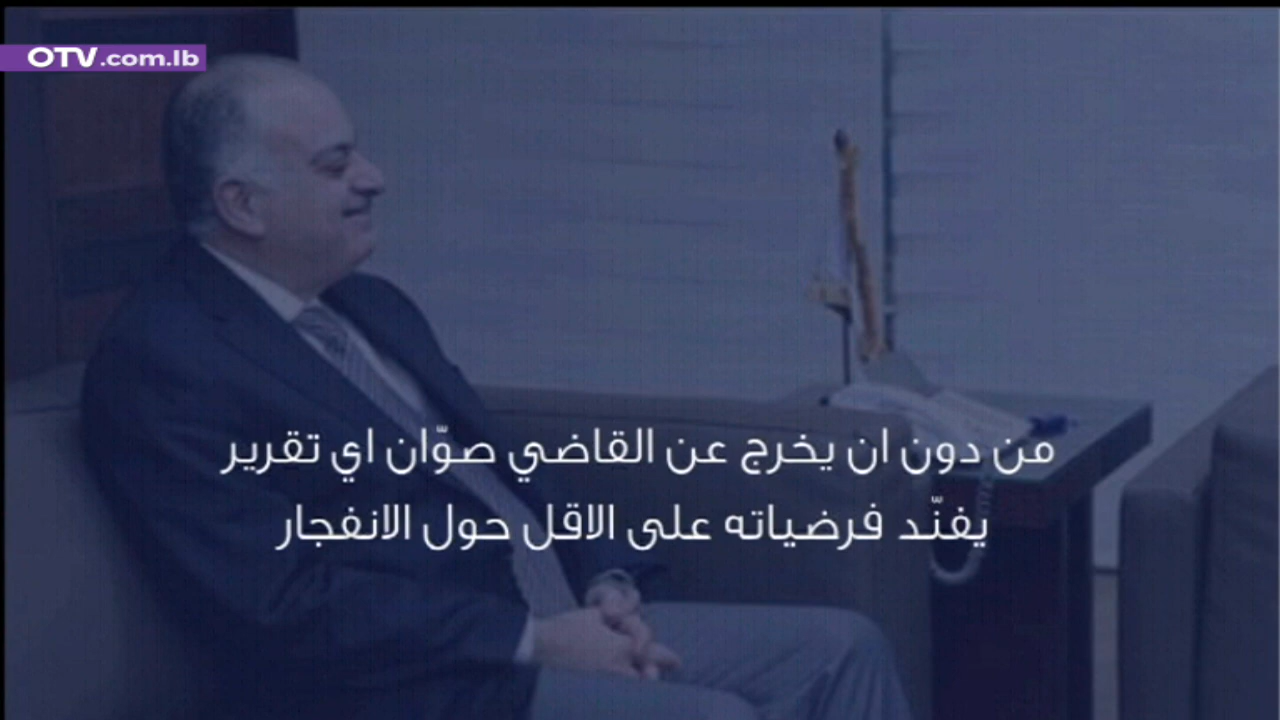 OTV.com.lb
من دون ان يخرج عن القاضي صوّان اي تقرير
يفنّد فرضياته على الاقل حول الانفجار